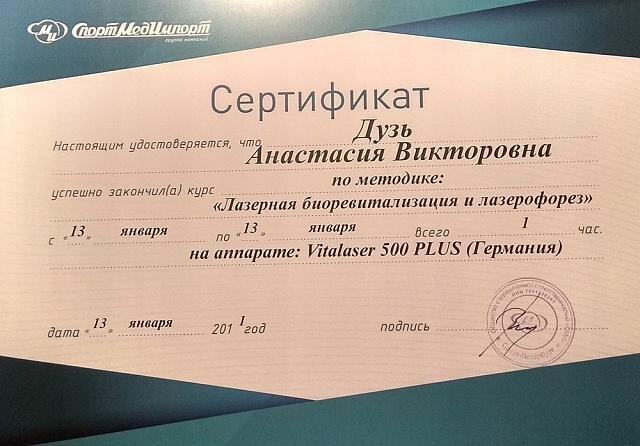 СпортМедИмпорт
группа компаний
Сертификат
Настоящим удостоверяется, что Дузь
Анастасия Викторовна
успешно закончил(а) курс по методике:
«Лазерная биоревитализация и лазерофорез»
с «13» января по «13» января всего 1 час.
на аппарате: Vitalaser 500 PLUS (Германия)
дата «13» января 2011 год подпись
Санкт-Петербург